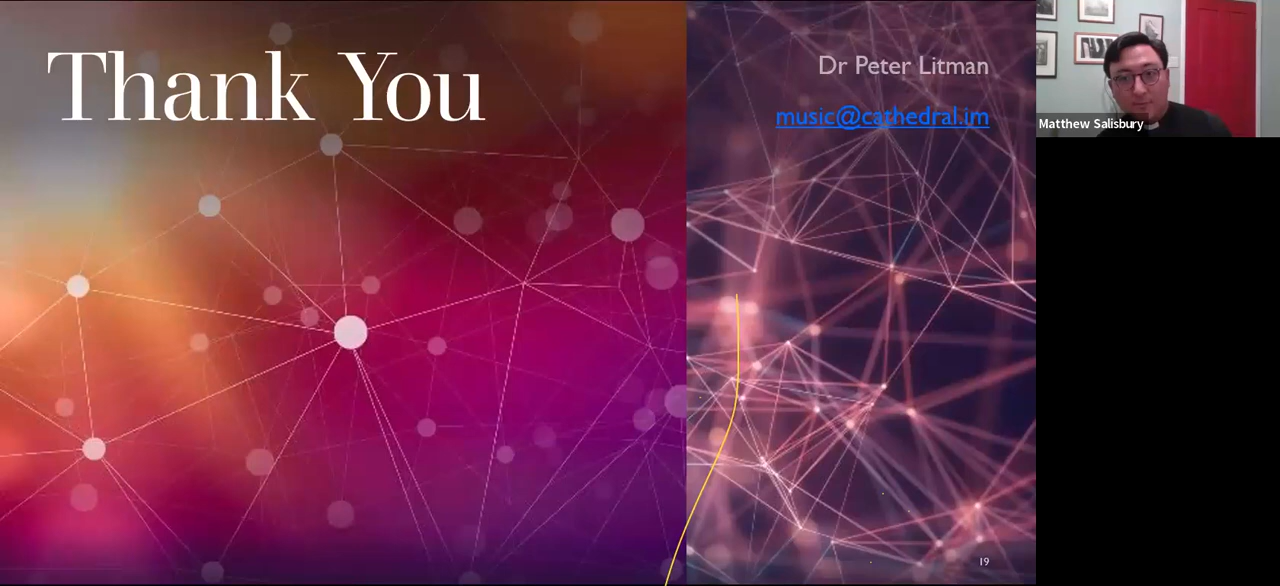 Thank You
Dr Peter Litman
music@cathedral.im
19
Matthew Salisbury